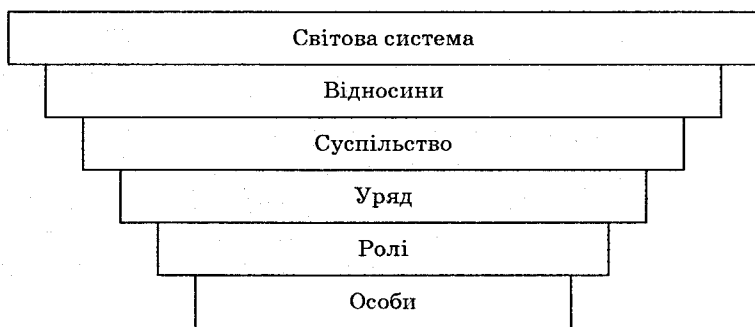 Світова система
Відносини
Суспільство
Уряд
Ролі
Особи